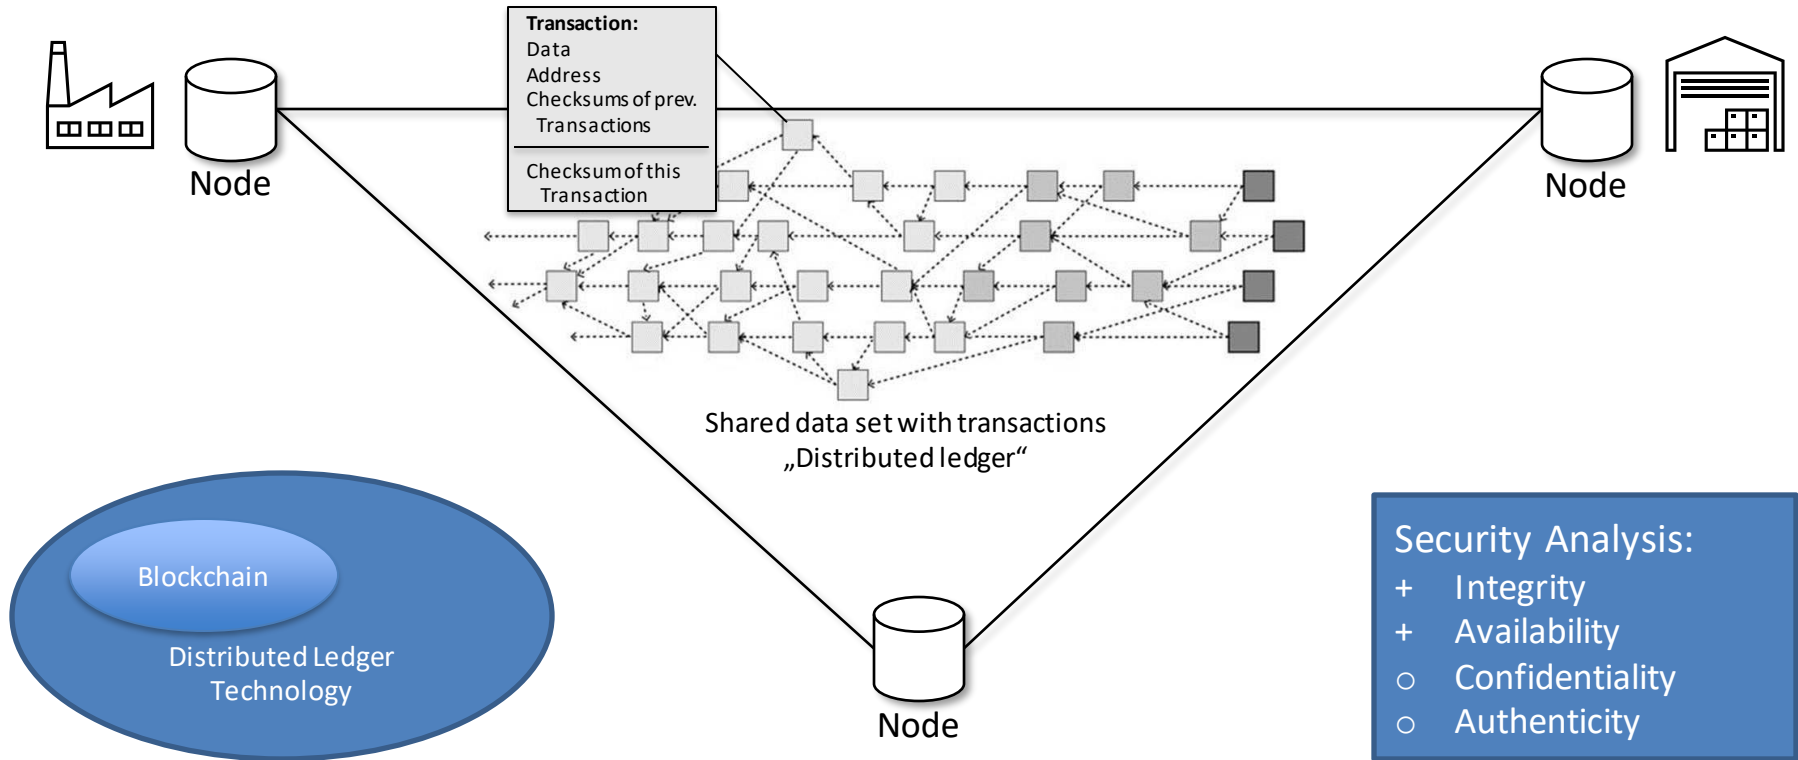 Transaction:
Data
Address
Checksums of prev.
Transactions
Checksum of this
Transaction
Node
Node
Shared data set with transactions
„Distributed ledger“
Blockchain
Distributed Ledger
Technology
Node
Security Analysis:
+ Integrity
+ Availability
○ Confidentiality
○ Authenticity